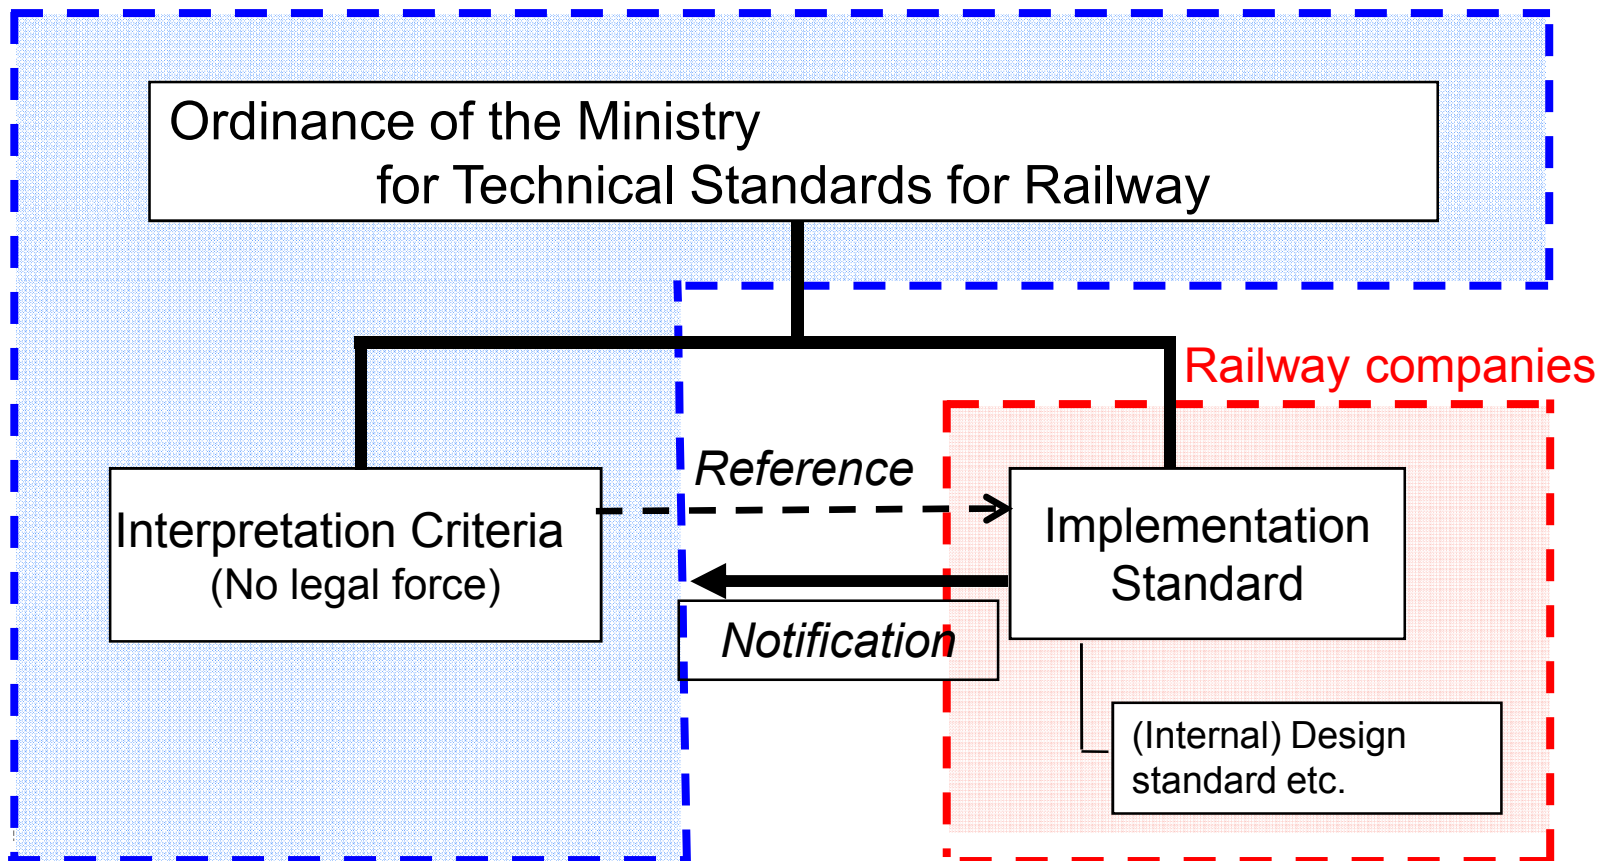 Ordinance of the Ministry
for Technical Standards for Railway
Railway companies
Reference
Interpretation Criteria
(No legal force)
Implementation
Standard
Notification
(Internal) Design
standard etc.